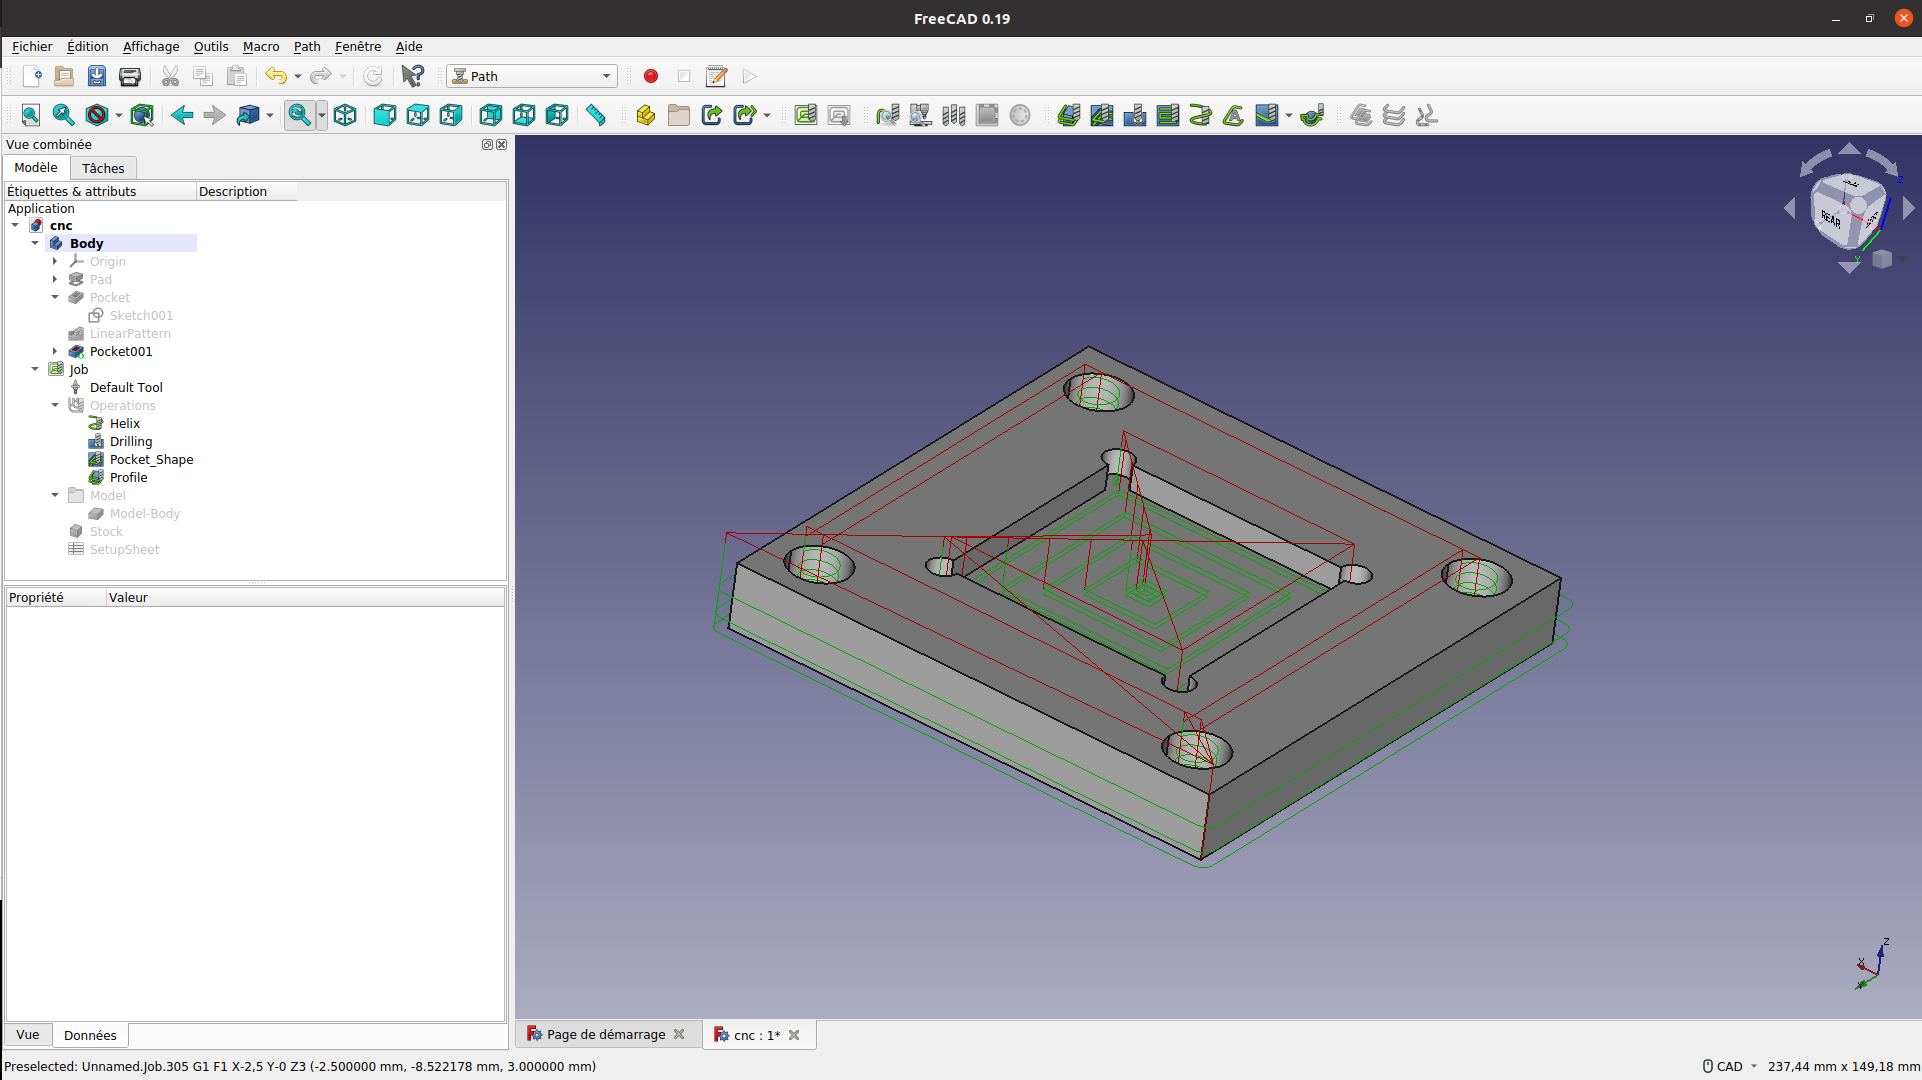 FreeCAD 0.19
Fichier Édition Affichage Outils Macro Path Fenêtre Aide
Path
Vue combinée
Modèle Tâches
Étiquettes & attributs Description
Application
cnc
Body
Origin
Pad
Pocket
Sketch001
LinearPattern
Pocket001
Job
Default Tool
Operations
Helix
Drilling
Pocket_Shape
Profile
Model
Model-Body
Stock
SetupSheet
Propriété Valeur
REAR
Z
Y
Z
X
Y
Vue Données
Page de démarrage cnc : 1*
Preselected: Unnamed.Job.305 G1 F1 X-2,5 Y-0 Z3 (-2.500000 mm, -8.522178 mm, 3.000000 mm) CAD 237,44 mm x 149,18 mm